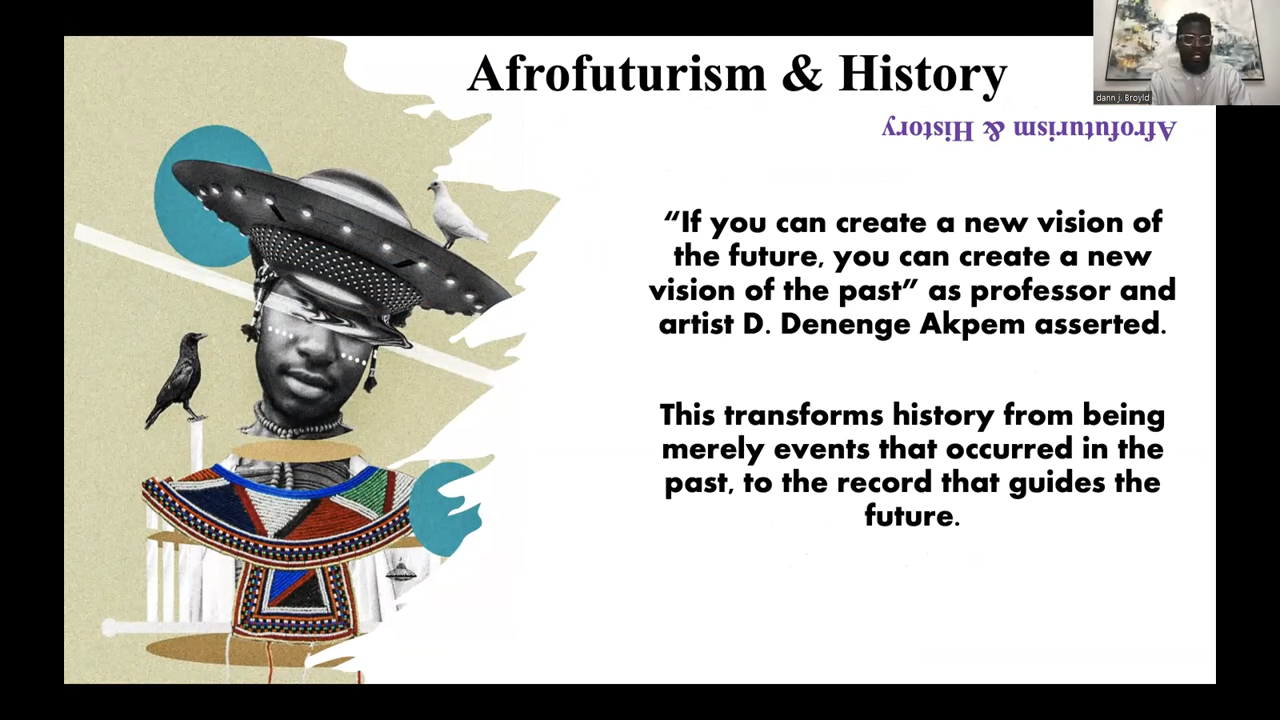 Afrofuturism & History
dann j. Broyld
Afrofuturism & History
“If you can create a new vision of
the future, you can create a new
vision of the past” as professor and
artist D. Denenge Akpem asserted.
This transforms history from being
merely events that occurred in the
past, to the record that guides the
future.